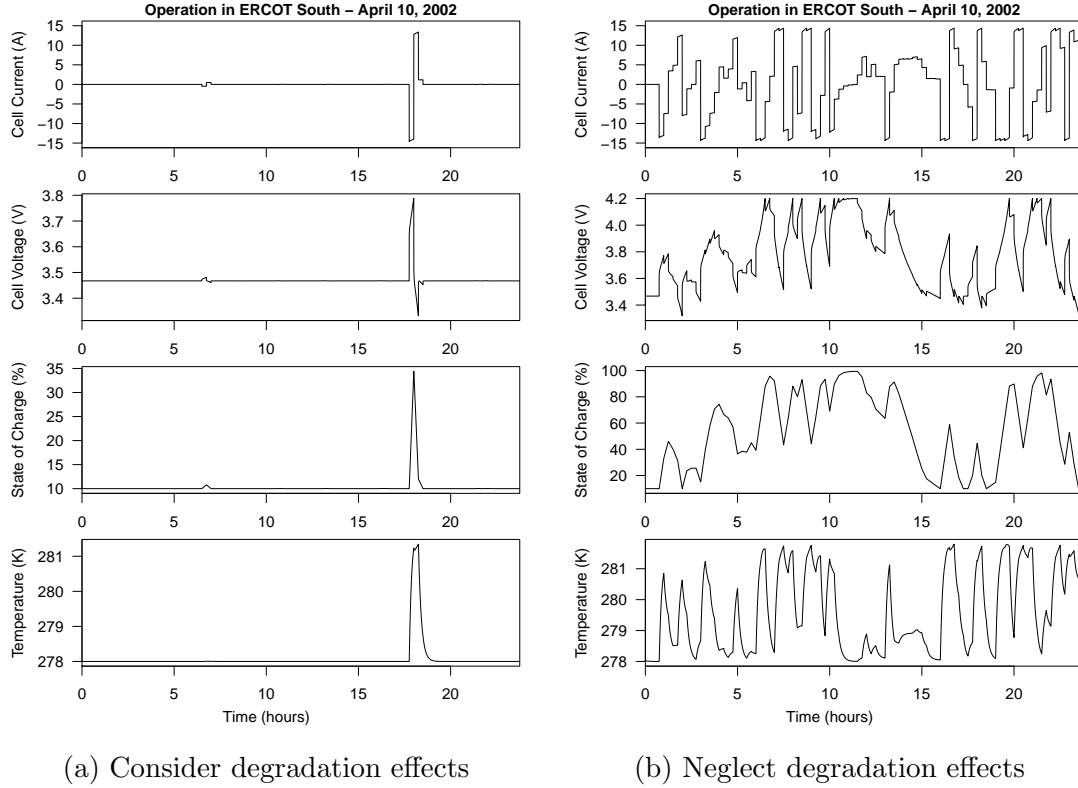 Operation in ERCOT South – April 10, 2002
Cell Current (A)
15
10
5
0
−5
−10
−15
0 5 10 15 20
Cell Voltage (V)
3.8
3.7
3.6
3.5
3.4
0 5 10 15 20
State of Charge (%)
35
30
25
20
15
10
0 5 10 15 20
Temperature (K)
281
280
279
278
0 5 10 15 20
Time (hours)
(a) Consider degradation effects
Operation in ERCOT South – April 10, 2002
Cell Current (A)
15
10
5
0
−5
−10
−15
0 5 10 15 20
Cell Voltage (V)
4.2
4.0
3.8
3.6
3.4
0 5 10 15 20
State of Charge (%)
100
80
60
40
20
0 5 10 15 20
Temperature (K)
281
280
279
278
0 5 10 15 20
Time (hours)
(b) Neglect degradation effects